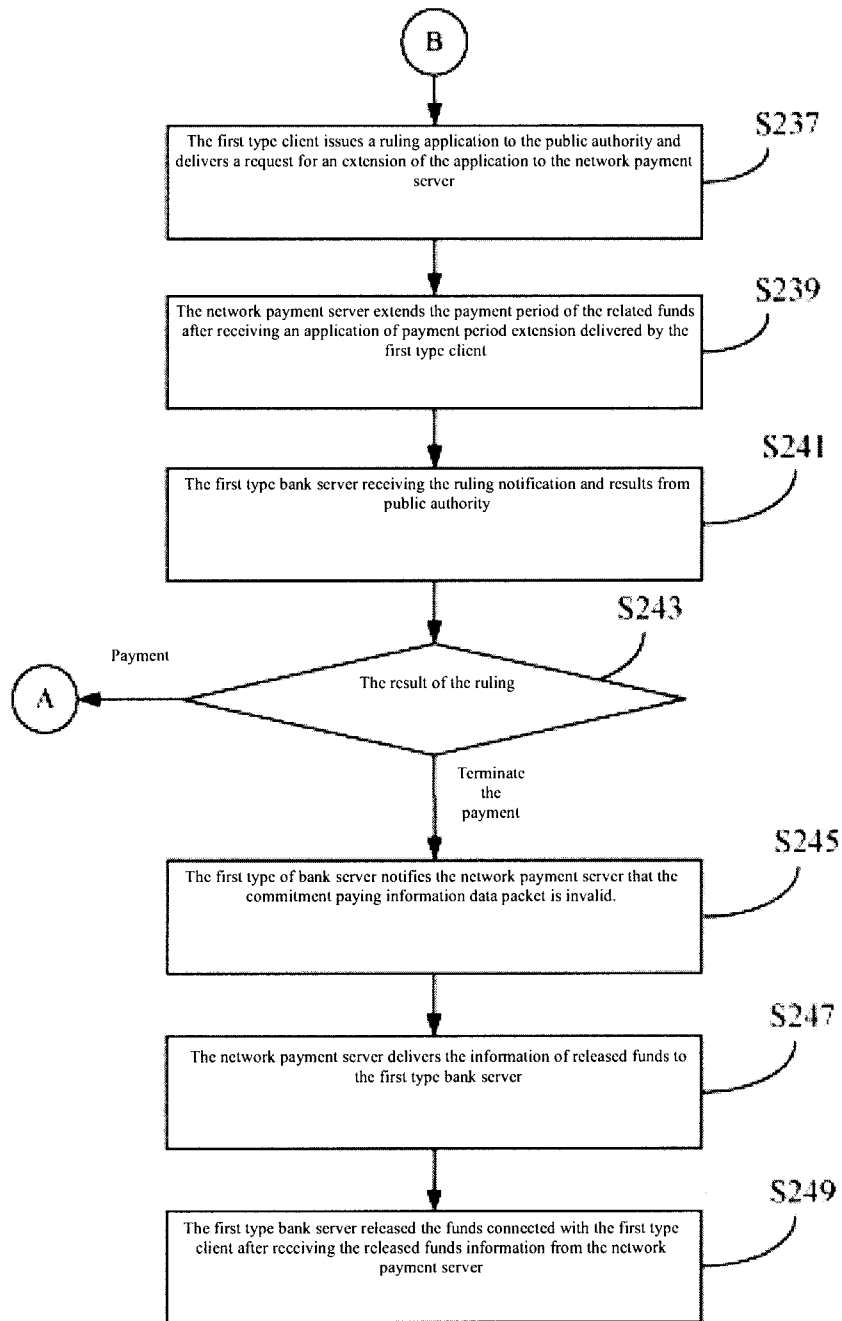 B
S237
The first type client issues a ruling application to the public authority and
delivers a request for an extension of the application to the network payment
server
S239
The network payment server extends the payment period of the related funds
after receiving an application of payment period extension delivered by the
first type client
S241
The first type bank server receiving the ruling notification and results from
public authority
S243
Payment
The result of the ruling
A
Terminate
the
payment
S245
The first type of bank server notifies the network payment server that the
commitment paying information data packet is invalid.
S247
The network payment server delivers the information of released funds to
the first type bank server
S249
The first type bank server released the funds connected with the first type
client after receiving the released funds information from the network
payment server